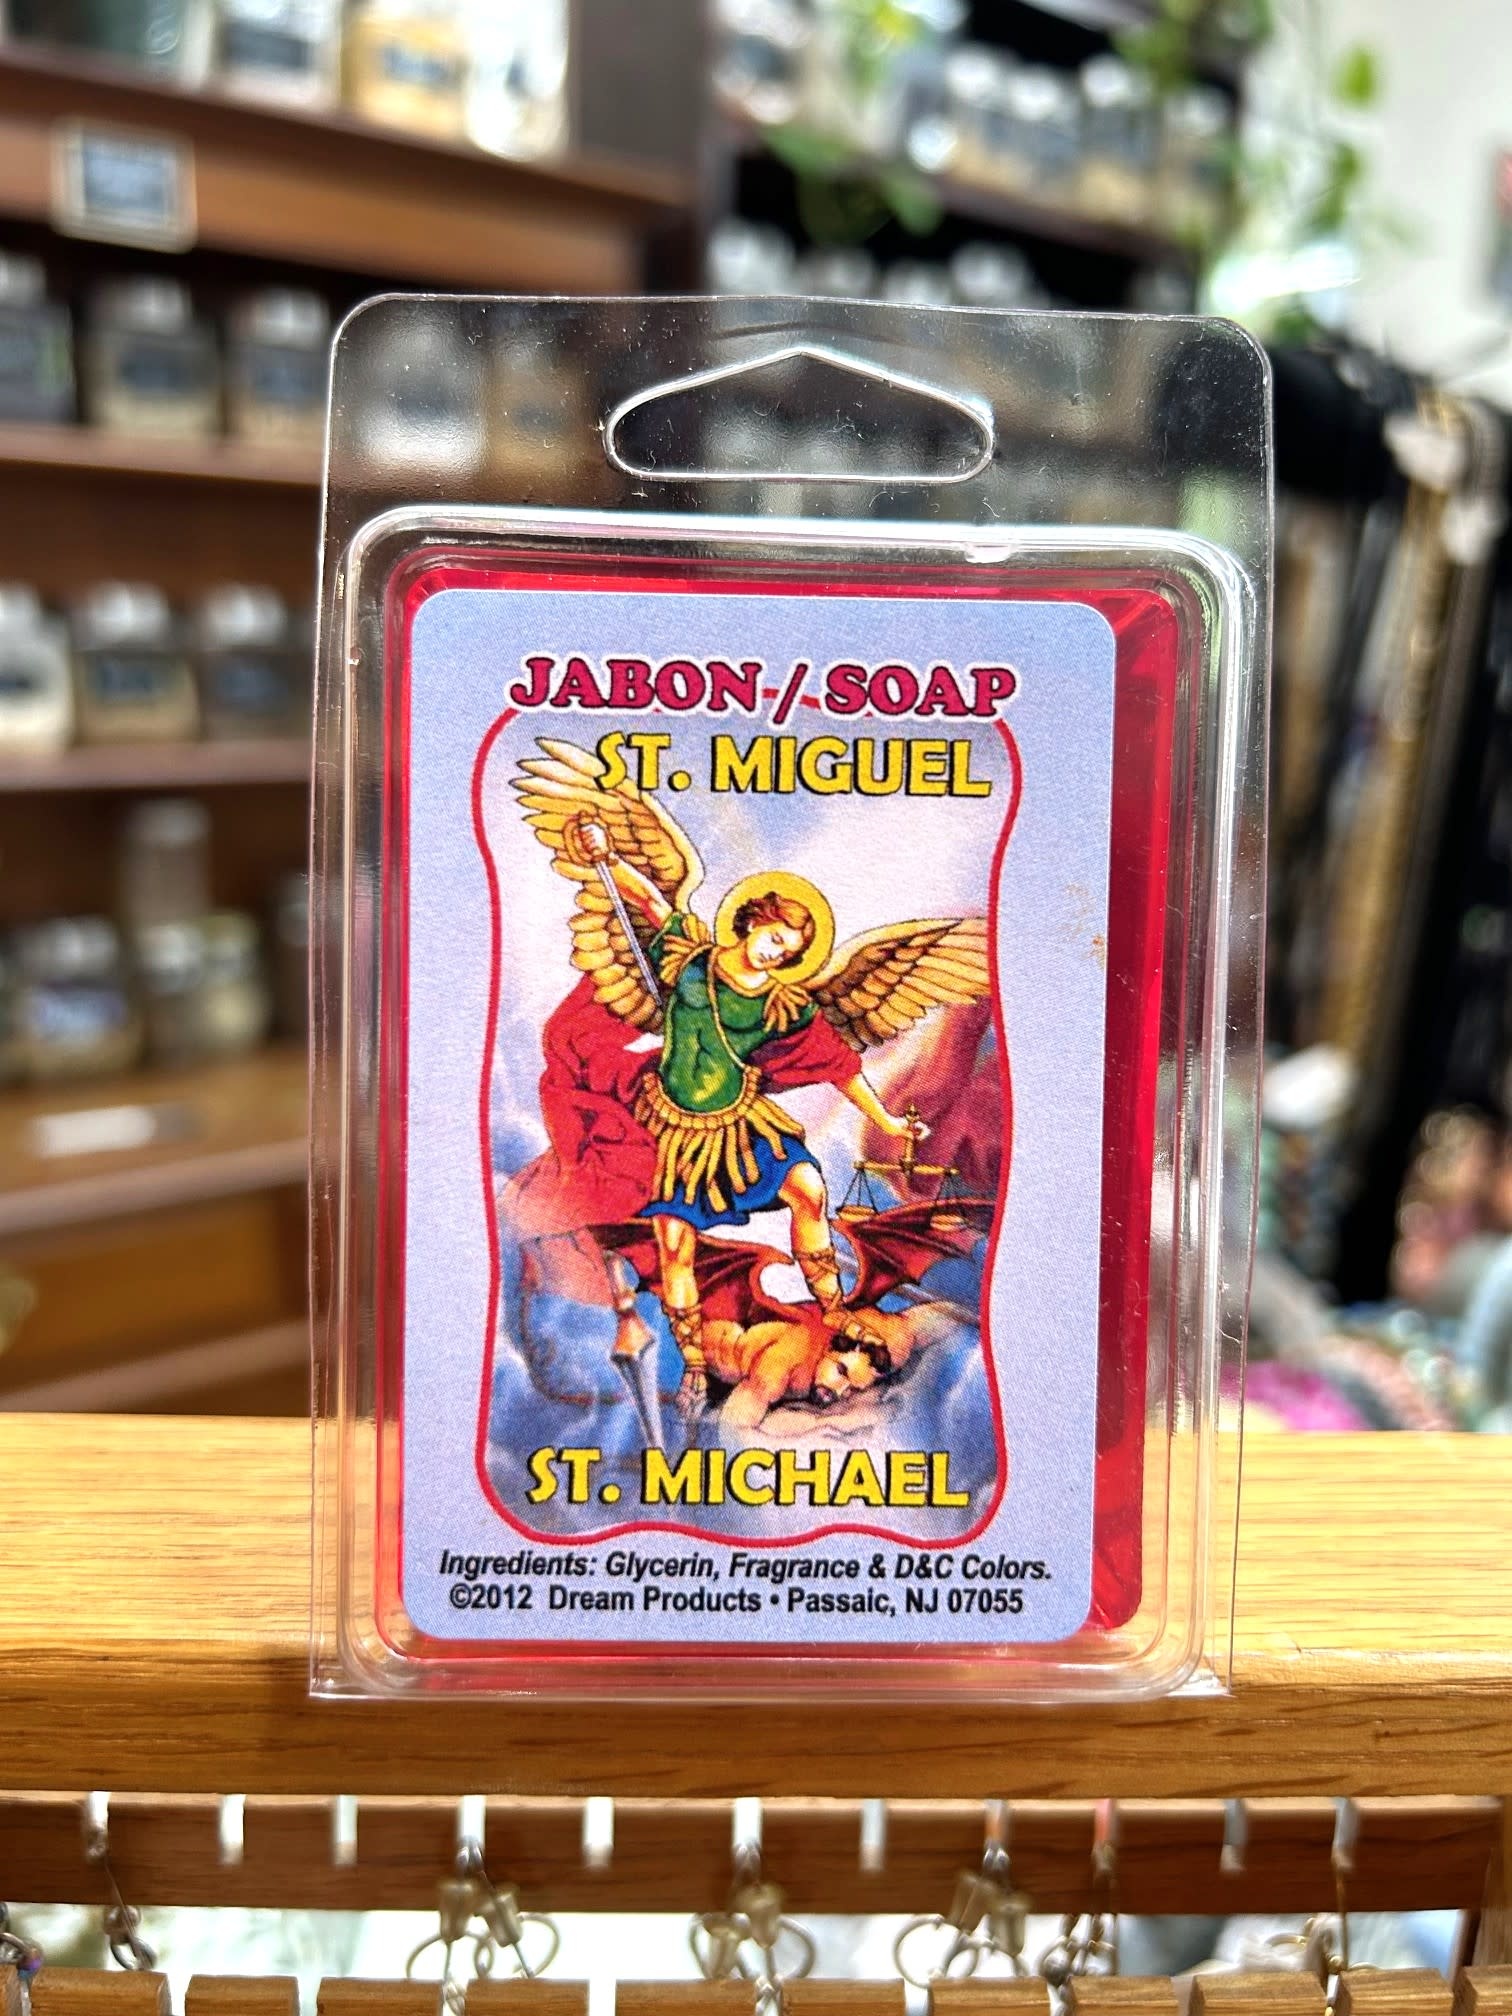 JABON / SOAP
ST. MIGUEL
ST. MICHAEL
Ingredients: Glycerin, Fragrance & D&C Colors.
©2012 Dream Products • Passaic, NJ 07055